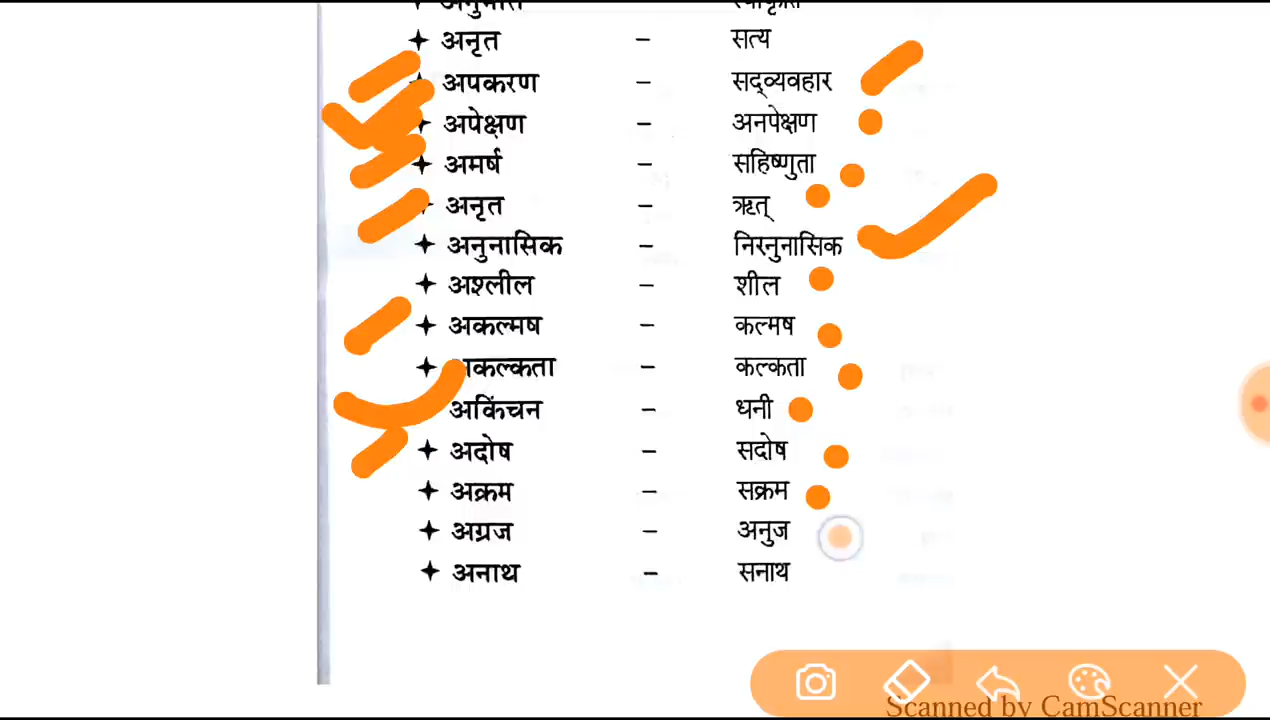 ✦ अनृत – सत्य
✦ अपकरण – सद्व्यवहार
✦ अपेक्षण – अनपेक्षण
✦ अमर्ष – सहिष्णुता
✦ अनृत – ऋत्
✦ अनुनासिक – निरनुनासिक
✦ अश्लील – शील
✦ अकल्मष – कल्मष
✦ अकल्कता – कल्कता
अकिंचन – धनी
✦ अदोष – सदोष
✦ अक्रम – सक्रम
✦ अग्रज – अनुज
✦ अनाथ – सनाथ
Scanned by CamScanner